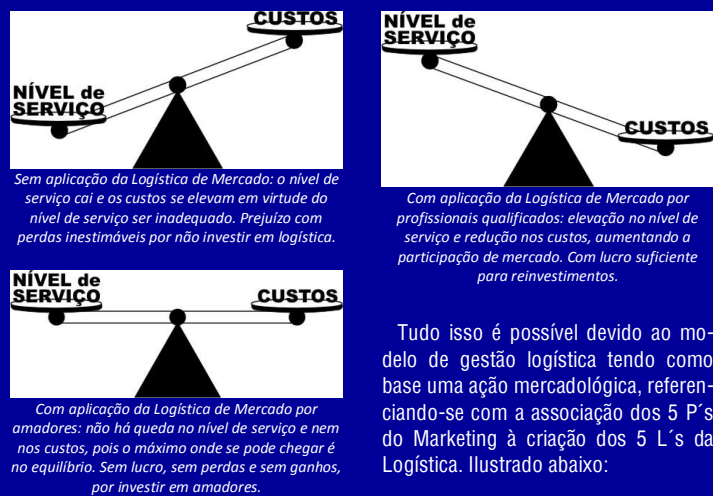 CUSTOS
NÍVEL de
SERVIÇO
Sem aplicação da Logística de Mercado: o nível de
serviço cai e os custos se elevam em virtude do
nível de serviço ser inadequado. Prejuízo com
perdas inestimáveis por não investir em logística.
NÍVEL de
SERVIÇO
CUSTOS
Com aplicação da Logística de Mercado por
amadores: não há queda no nível de serviço e nem
nos custos, pois o máximo onde se pode chegar é
no equilíbrio. Sem lucro, sem perdas e sem ganhos,
por investir em amadores.
NÍVEL de
SERVIÇO
CUSTOS
Com aplicação da Logística de Mercado por
profissionais qualificados: elevação no nível de
serviço e redução nos custos, aumentando a
participação de mercado. Com lucro suficiente
para reinvestimentos.
Tudo isso é possível devido ao mo-
delo de gestão logística tendo como
base uma ação mercadológica, referen-
ciando-se com a associação dos 5 P´s
do Marketing à criação dos 5 L´s da
Logística. Ilustrado abaixo: